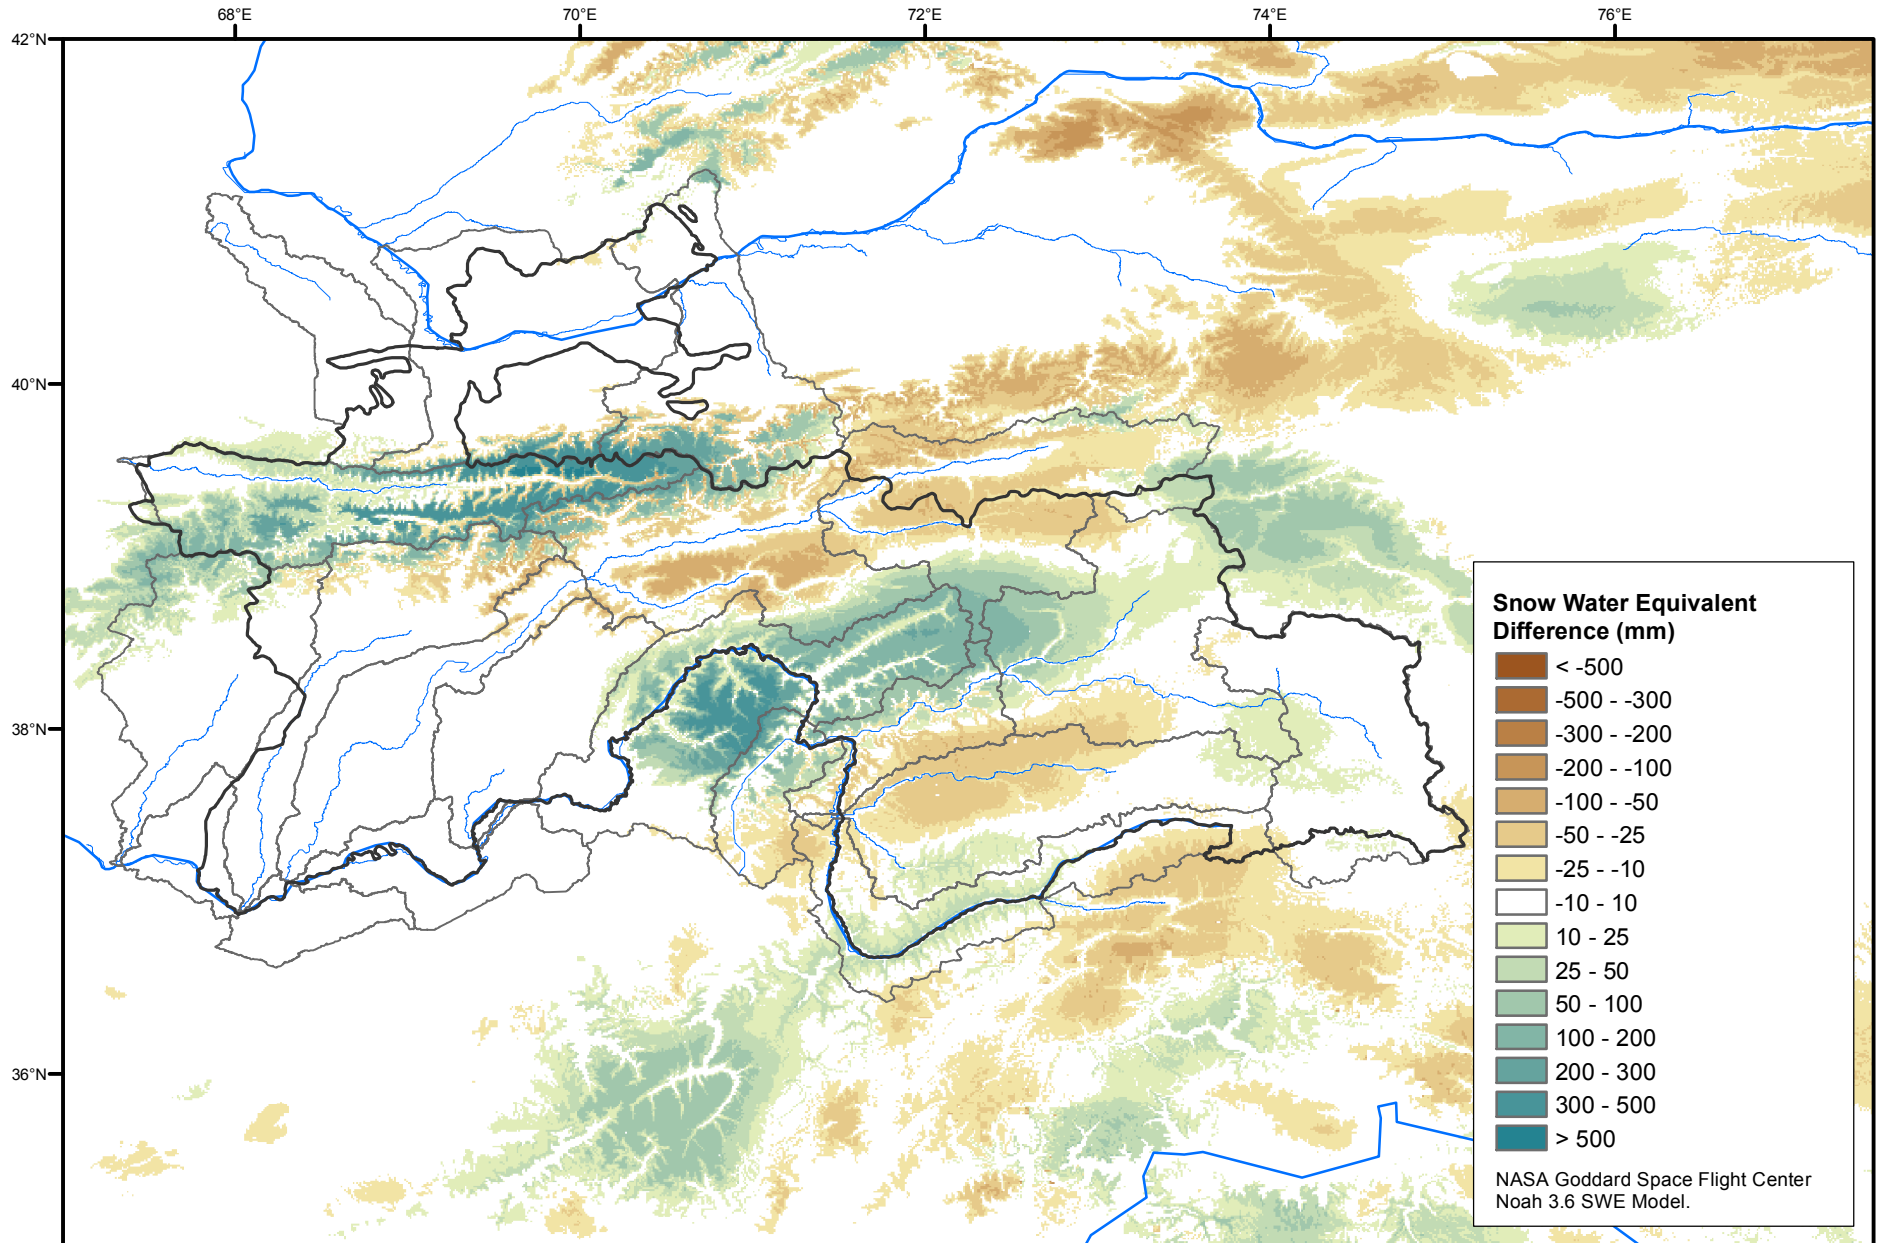 68°E
70°E
72°E
74°E
76°E
42°N
40°N
38°N
36°N
Snow Water Equivalent
Difference (mm)
< -500
-500 - -300
-300 - -200
-200 - -100
-100 - -50
-50 - -25
-25 - -10
-10 - 10
10 - 25
25 - 50
50 - 100
100 - 200
200 - 300
300 - 500
> 500
NASA Goddard Space Flight Center
Noah 3.6 SWE Model.